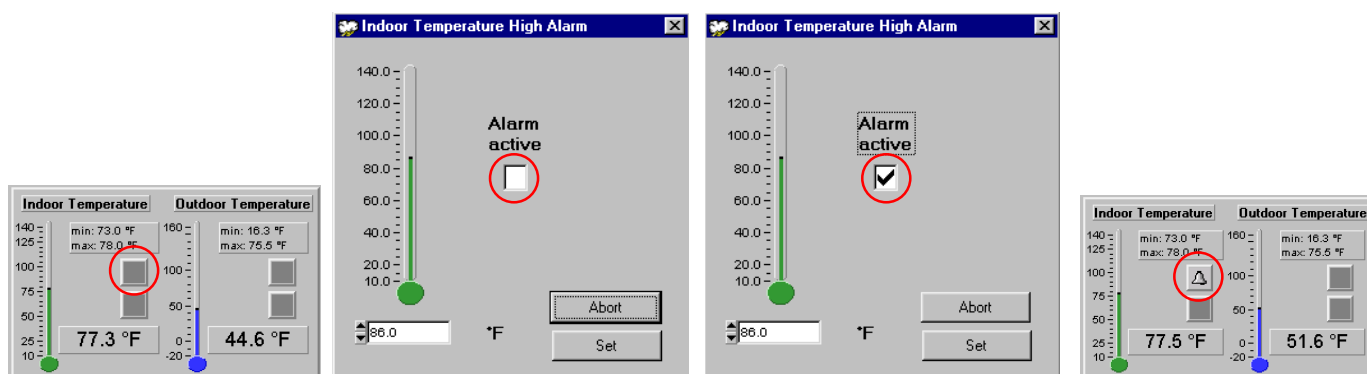 Indoor Temperature Outdoor Temperature
140
125
100
75
50
25
10
min: 73.0 °F
max: 78.0 °F
77.3 °F
160
100
50
0
-20
min: 16.3 °F
max: 75.5 °F
44.6 °F
Indoor Temperature High Alarm
140.0
120.0
100.0
80.0
60.0
40.0
20.0
10.0
Alarm
active
86.0 °F
Abort
Set
Indoor Temperature High Alarm
140.0
120.0
100.0
80.0
60.0
40.0
20.0
10.0
Alarm
active
86.0 °F
Abort
Set
Indoor Temperature Outdoor Temperature
140
125
100
75
50
25
10
min: 73.0 °F
max: 78.0 °F
77.5 °F
160
100
50
0
-20
min: 16.3 °F
max: 75.5 °F
51.6 °F